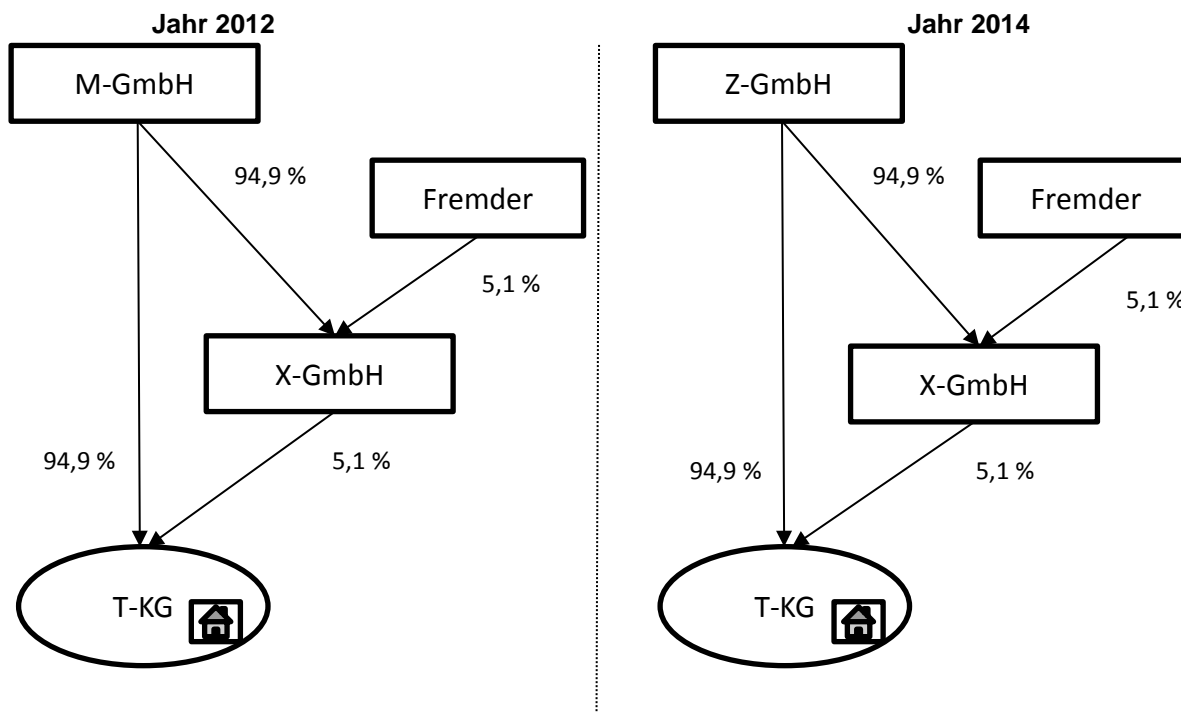 Jahr 2012
M-GmbH
94,9 %
Fremder
5,1 %
X-GmbH
94,9 %
5,1 %
T-KG
Jahr 2014
Z-GmbH
94,9 %
Fremder
5,1 %
X-GmbH
94,9 %
5,1 %
T-KG